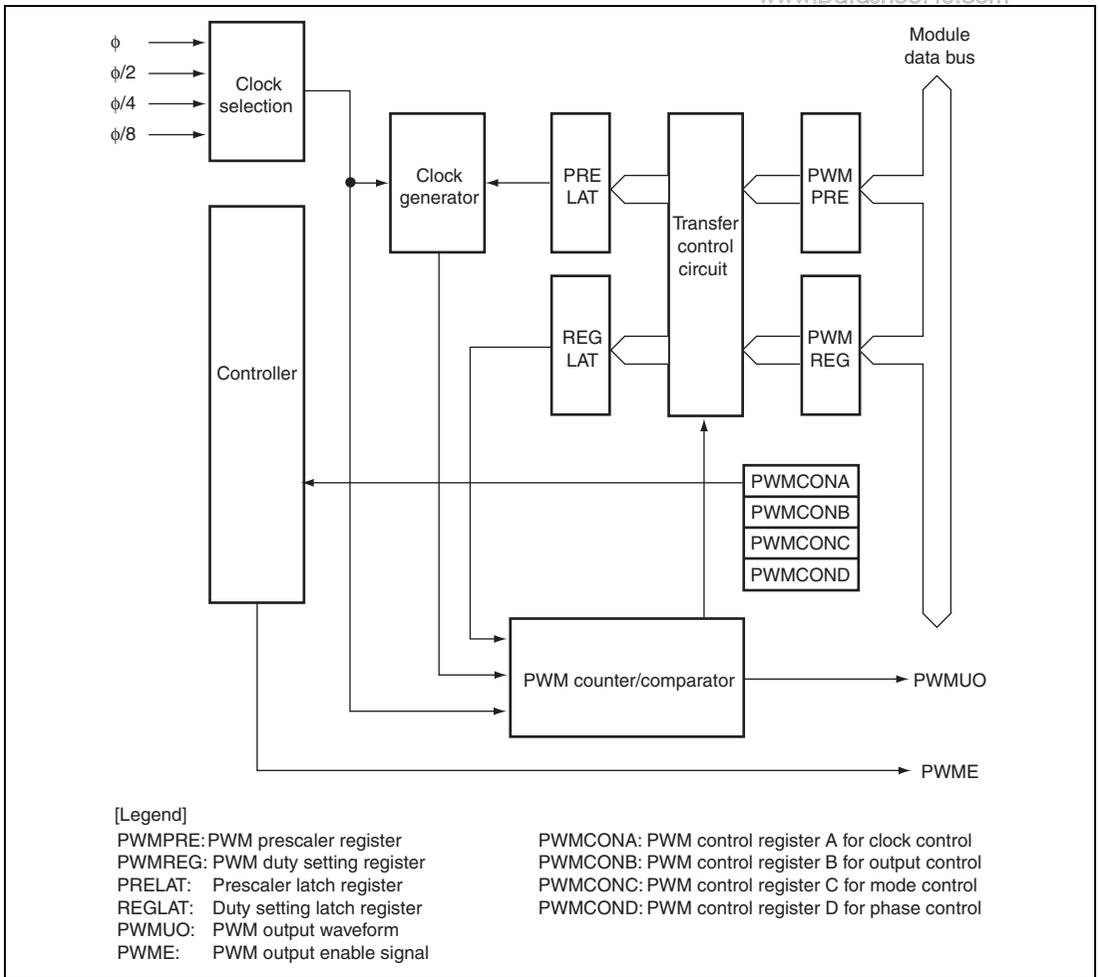 φ
φ/2
φ/4
φ/8
Clock
selection
Module
data bus
Clock
generator
PRE
LAT
Transfer
control
circuit
PWM
PRE
REG
LAT
PWM
REG
Controller
PWMCONA
PWMCONB
PWMCONC
PWMCOND
PWM counter/comparator
PWMUO
PWME
[Legend]
PWMPRE: PWM prescaler register
PWMREG: PWM duty setting register
PRELAT: Prescaler latch register
REGLAT: Duty setting latch register
PWMUO: PWM output waveform
PWME: PWM output enable signal
PWMCONA: PWM control register A for clock control
PWMCONB: PWM control register B for output control
PWMCONC: PWM control register C for mode control
PWMCOND: PWM control register D for phase control